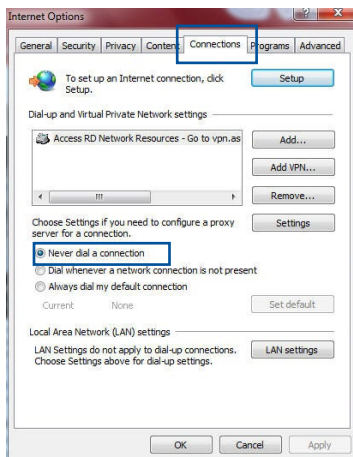 Internet Options
General Security Privacy Content Connections Programs Advanced
To set up an Internet connection, click Setup.
Setup
Dial-up and Virtual Private Network settings
Access RD Network Resources - Go to vpn.as
Add...
Add VPN...
Remove...
Choose Settings if you need to configure a proxy
server for a connection.
Settings
Never dial a connection
Dial whenever a network connection is not present
Always dial my default connection
Current None
Set default
Local Area Network (LAN) settings
LAN Settings do not apply to dial-up connections.
Choose Settings above for dial-up settings.
LAN settings
OK Cancel Apply